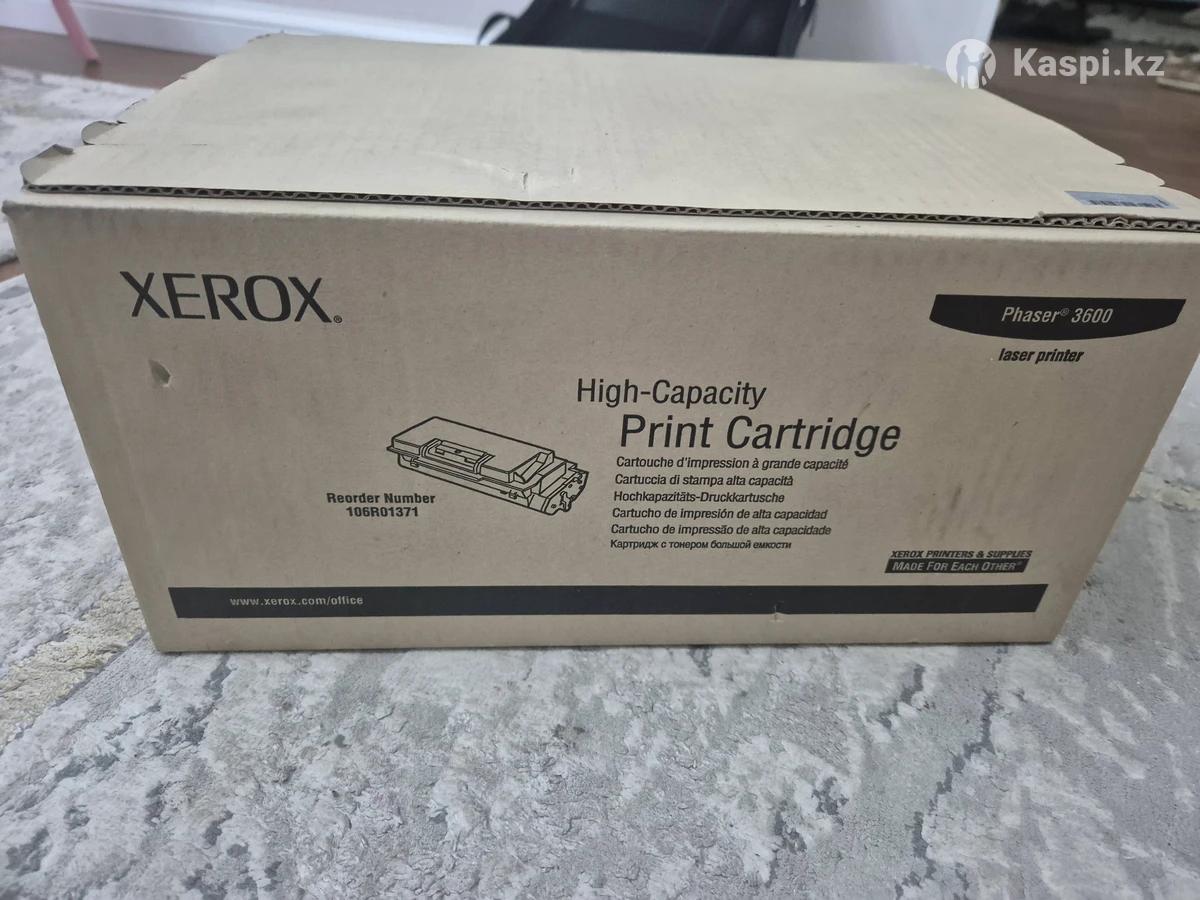 Kaspi.kz
XEROX®
Phaser® 3600
laser printer
High-Capacity
Print Cartridge
Cartouche d'impression à grande capacité
Cartuccia di stampa alta capacità
Hochkapazitäts-Druckkartusche
Cartucho de impresión de alta capacidad
Cartucho de impressão de alta capacidade
Картридж с тонером большой емкости
Reorder Number
106R01371
XEROX PRINTERS & SUPPLIES
MADE FOR EACH OTHER®
www.xerox.com/office